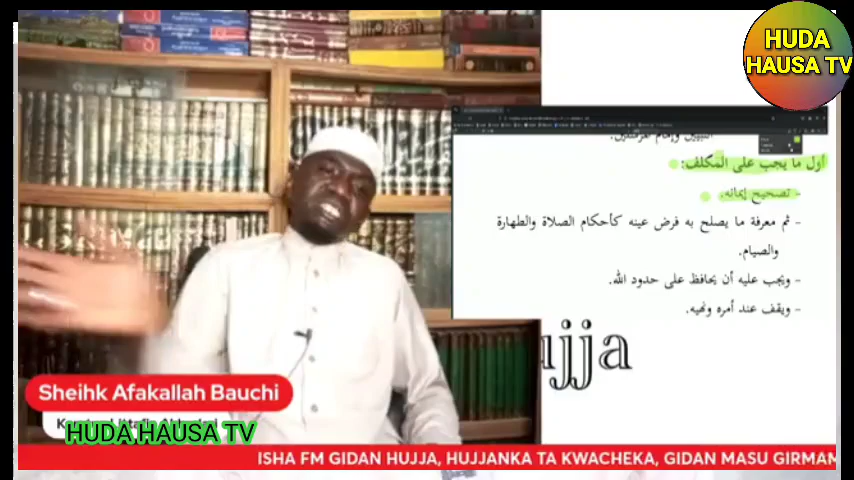 HUDA
HAUSA TV
أول ما يجب على المكلف:
- تصحيح إيمانه.
- ثم معرفة ما يصلح به فرض عينه كأحكام الصلاة والطهارة
والصيام.
- ويجب عليه أن يحافظ على حدود الله.
- ويقف عند أمره ونهيه.
ujja
Sheihk Afakallah Bauchi
HUDA HAUSA TV
ISHA FM GIDAN HUJJA, HUJJANKA TA KWACHEKA, GIDAN MASU GIRMAM